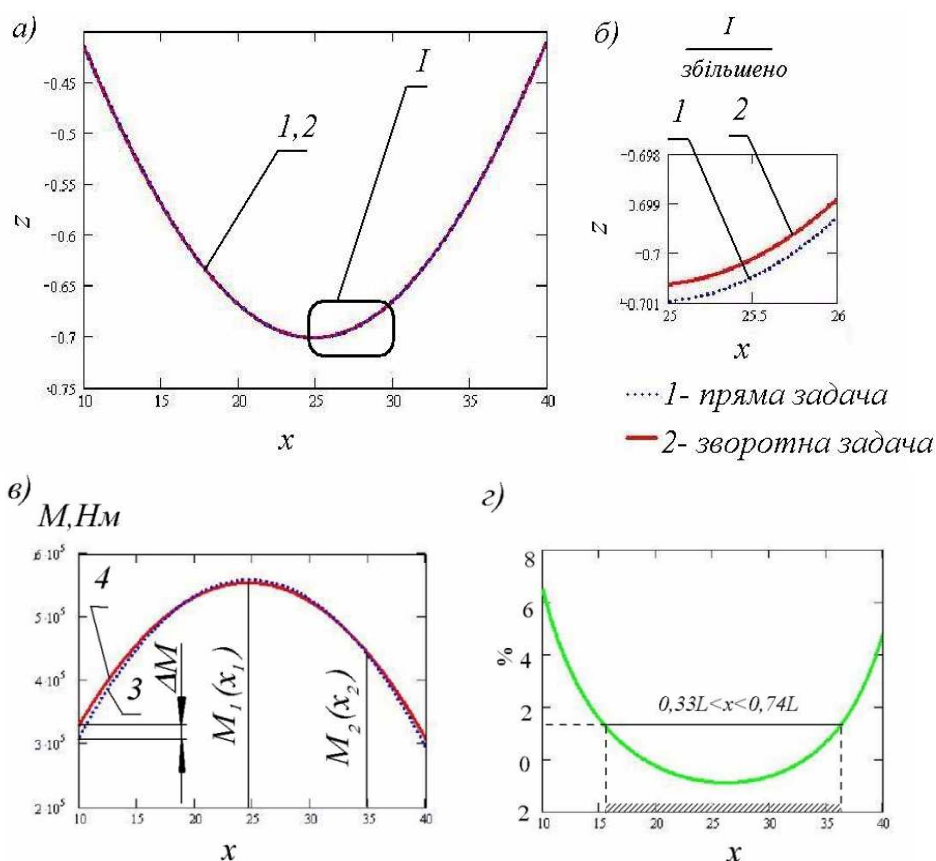 а)
−0.45
−0.5
−0.55
−0.6
−0.65
−0.7
−0.75
z
10 15 20 25 30 35 40
x
1,2
I
б)
I
збільшено
1 2
−0.698
−0.699
−0.7
−0.701
z
25 25.5 26
x
1- пряма задача
2- зворотна задача
в)
М,Нм
6·10⁵
5·10⁵
4·10⁵
3·10⁵
2·10⁵
4
3
ΔM
M₁(x₁)
M₂(x₂)
10 15 20 25 30 35 40
x
г)
8
6
4
2
0
2
%
0,33L<x<0,74L
10 15 20 25 30 35 40
x